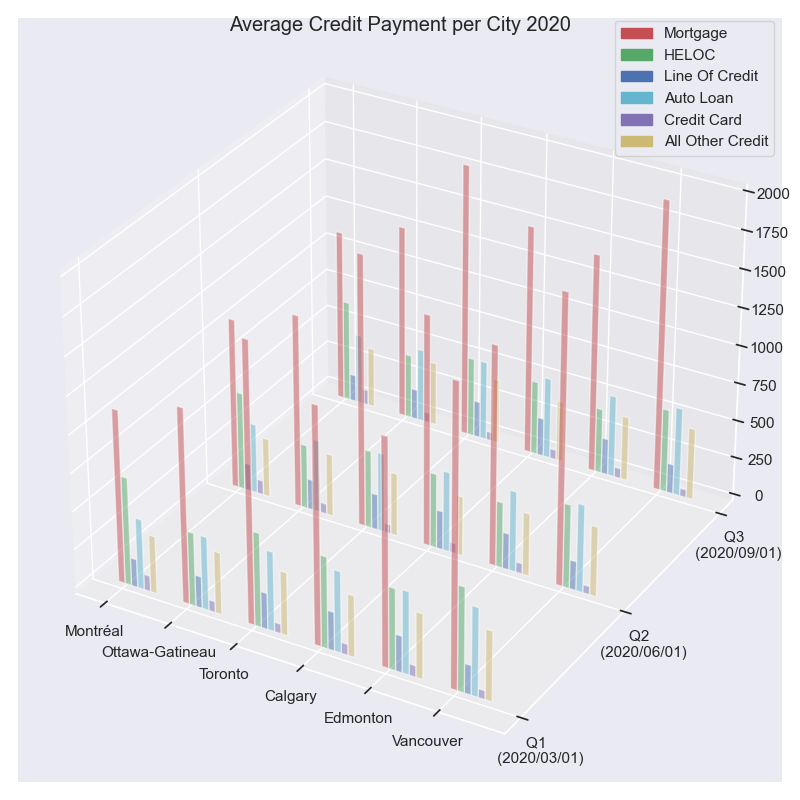 Average Credit Payment per City 2020
Mortgage
HELOC
Line Of Credit
Auto Loan
Credit Card
All Other Credit
2000
1750
1500
1250
1000
750
500
250
0
Q3
(2020/09/01)
Q2
(2020/06/01)
Q1
(2020/03/01)
Montréal
Ottawa-Gatineau
Toronto
Calgary
Edmonton
Vancouver